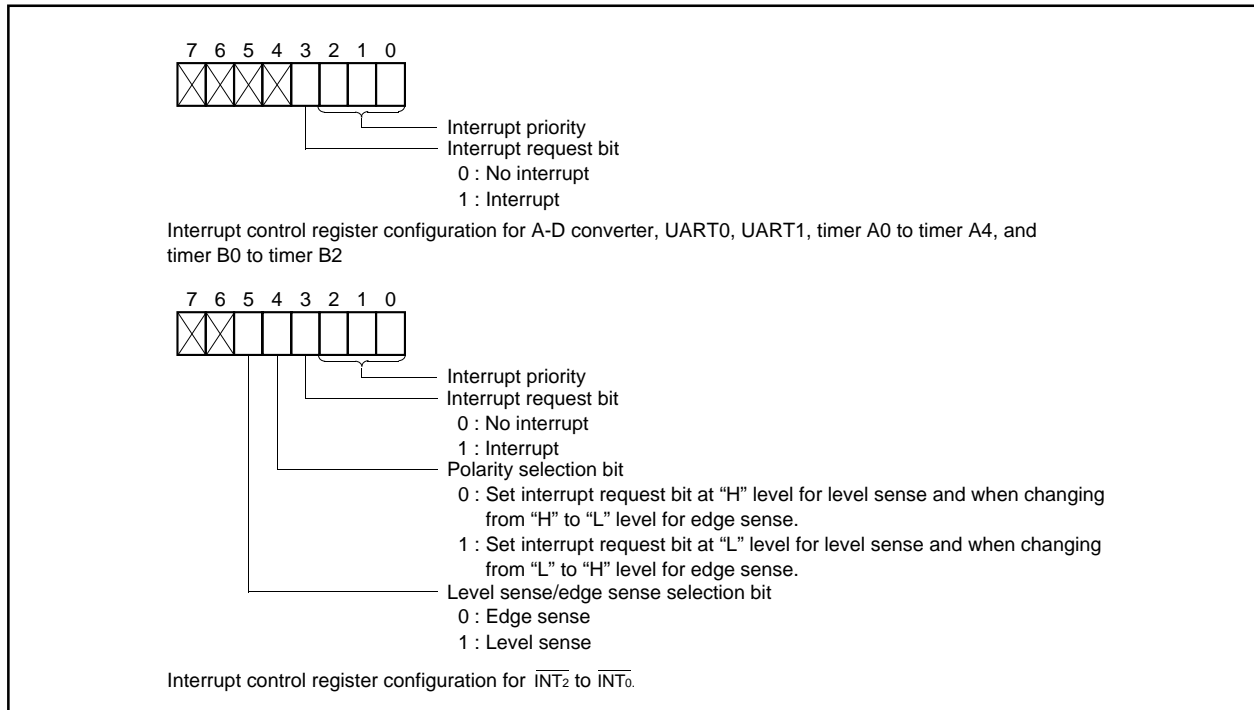 7 6 5 4 3 2 1 0
Interrupt priority
Interrupt request bit
0 : No interrupt
1 : Interrupt
Interrupt control register configuration for A-D converter, UART0, UART1, timer A0 to timer A4, and
timer B0 to timer B2
7 6 5 4 3 2 1 0
Interrupt priority
Interrupt request bit
0 : No interrupt
1 : Interrupt
Polarity selection bit
0 : Set interrupt request bit at “H” level for level sense and when changing
from “H” to “L” level for edge sense.
1 : Set interrupt request bit at “L” level for level sense and when changing
from “L” to “H” level for edge sense.
Level sense/edge sense selection bit
0 : Edge sense
1 : Level sense
Interrupt control register configuration for I̅N̅T̅₂ to I̅N̅T̅₀.